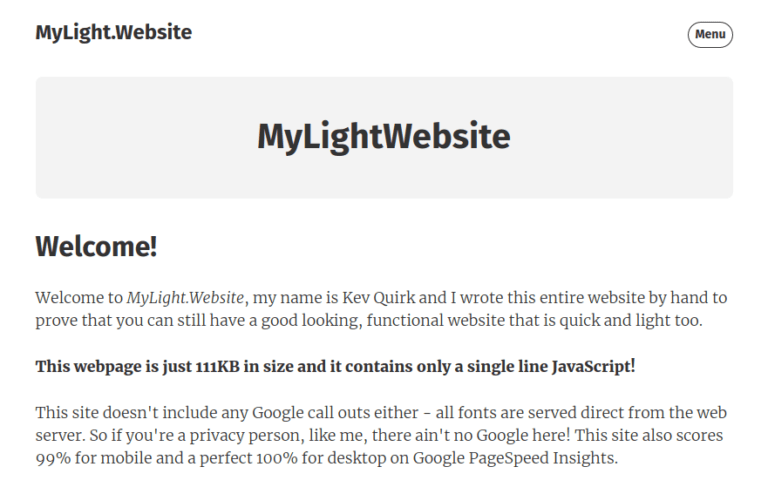 MyLight.Website
Menu
MyLightWebsite
Welcome!
Welcome to MyLight.Website, my name is Kev Quirk and I wrote this entire website by hand to
prove that you can still have a good looking, functional website that is quick and light too.
This webpage is just 111KB in size and it contains only a single line JavaScript!
This site doesn't include any Google call outs either - all fonts are served direct from the web
server. So if you're a privacy person, like me, there ain't no Google here! This site also scores
99% for mobile and a perfect 100% for desktop on Google PageSpeed Insights.